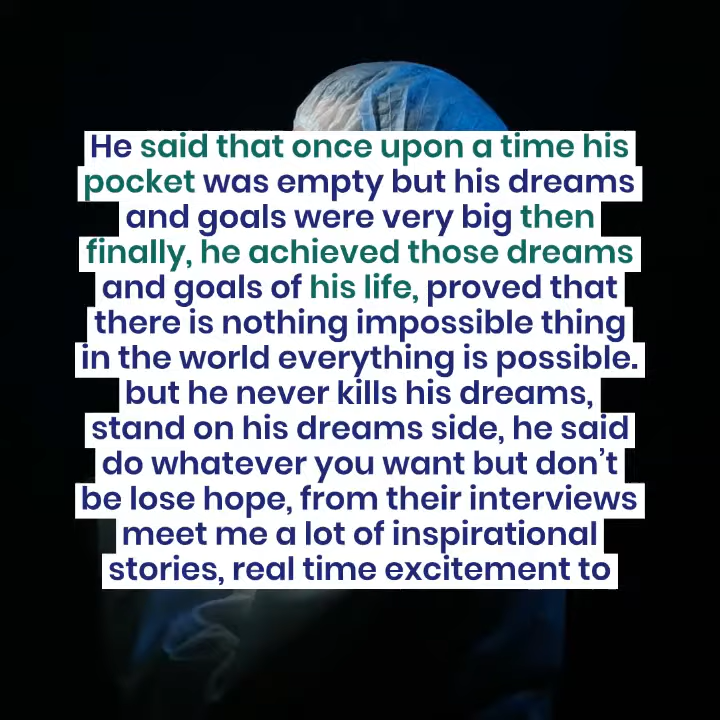 He said that once upon a time his
pocket was empty but his dreams
and goals were very big then
finally, he achieved those dreams
and goals of his life, proved that
there is nothing impossible thing
in the world everything is possible.
but he never kills his dreams,
stand on his dreams side, he said
do whatever you want but don’t
be lose hope, from their interviews
meet me a lot of inspirational
stories, real time excitement to